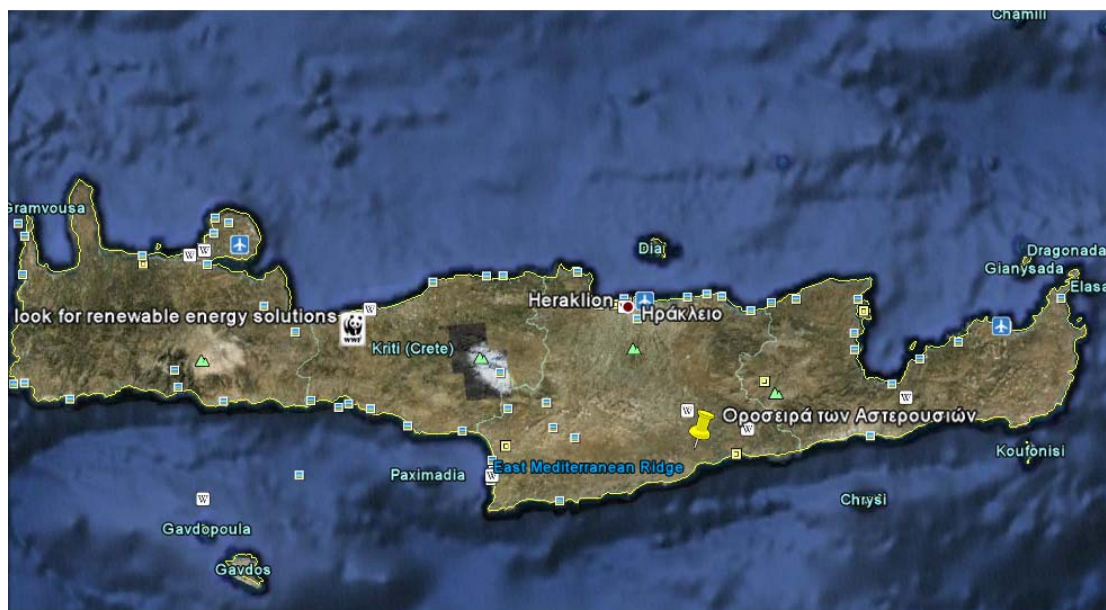 Chamili
Gramvousa
Dia
Dragonada
Gianysada
Elasa
Heraklion
Ηράκλειο
look for renewable energy solutions
WWF
Kriti (Crete)
Οροσειρά των Αστερουσιών
Koufonisi
East Mediterranean Ridge
Paximadia
Chrysi
Gavdopoula
Gavdos
W
W
W
W
W
W
W
W